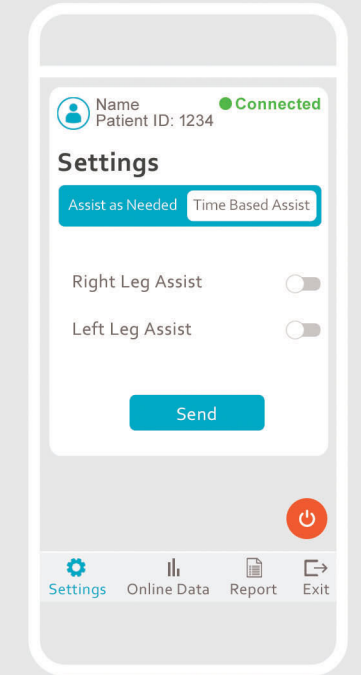 Name
Connected
Patient ID: 1234
Settings
Assist as Needed
Time Based Assist
Right Leg Assist
Left Leg Assist
Send
Settings
Online Data
Report
Exit